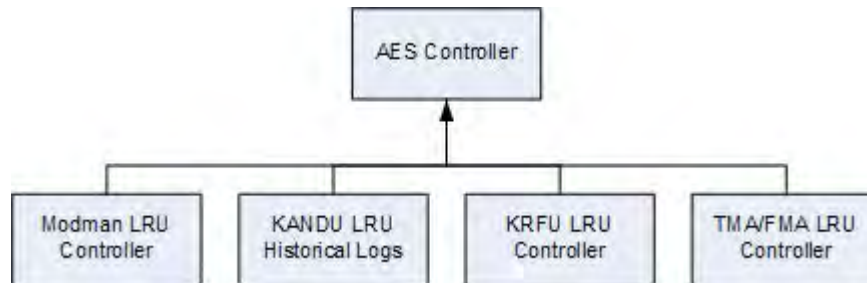 AES Controller
Modman LRU
Controller
KANDU LRU
Historical Logs
KRFU LRU
Controller
TMA/FMA LRU
Controller